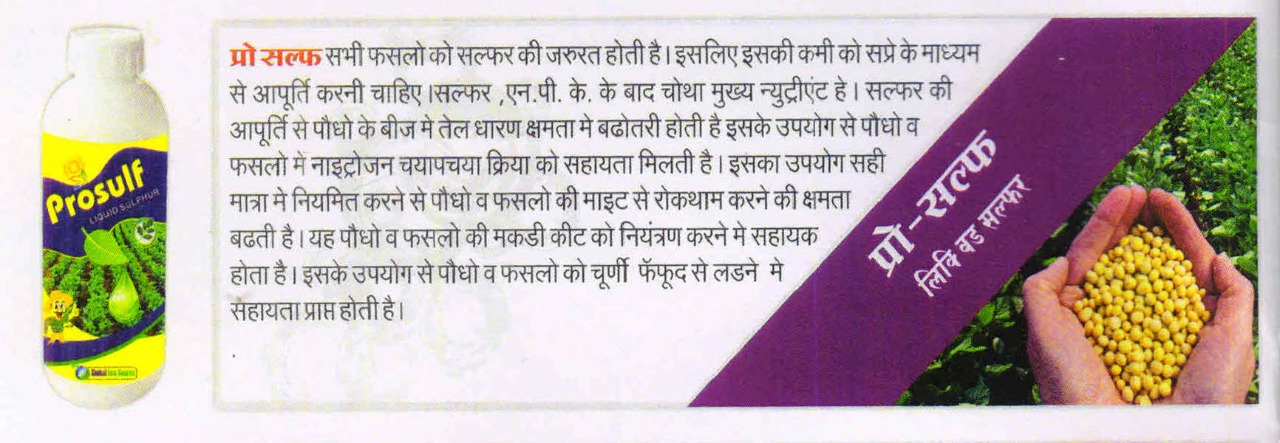 Prosulf
LIQUID SULPHUR
प्रो सल्फ सभी फसलो को सल्फर की जरुरत होती है। इसलिए इसकी कमी को सप्रे के माध्यम
से आपूर्ति करनी चाहिए ।सल्फर ,एन.पी. के. के बाद चोथा मुख्य न्युट्रीएंट हे। सल्फर की
आपूर्ति से पौधो के बीज मे तेल धारण क्षमता मे बढोतरी होती है इसके उपयोग से पौधो व
फसलो में नाइट्रोजन चयापचया क्रिया को सहायता मिलती है। इसका उपयोग सही
मात्रा मे नियमित करने से पौधो व फसलो की माइट से रोकथाम करने की क्षमता
बढती है। यह पौधो व फसलो की मकडी कीट को नियंत्रण करने मे सहायक
होता है। इसके उपयोग से पौधो व फसलो को चूर्णी फॅफूद से लडने मे
सहायता प्राप्त होती है।
प्रो-सल्फ
लिक्विड सल्फर